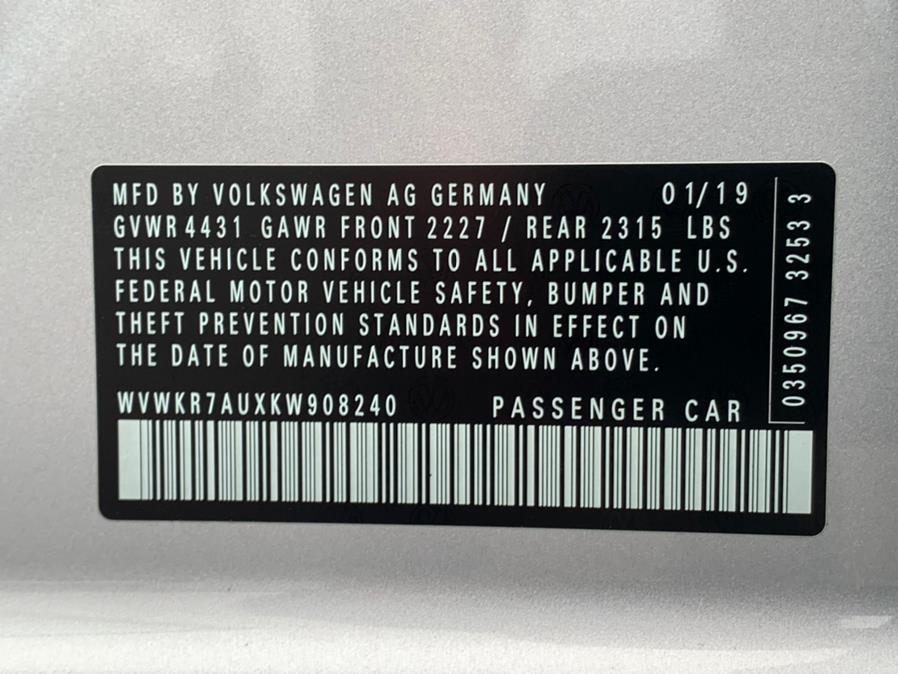 MFD BY VOLKSWAGEN AG GERMANY 01/19
GVWR 4431 GAWR FRONT 2227 / REAR 2315 LBS
THIS VEHICLE CONFORMS TO ALL APPLICABLE U.S.
FEDERAL MOTOR VEHICLE SAFETY, BUMPER AND
THEFT PREVENTION STANDARDS IN EFFECT ON
THE DATE OF MANUFACTURE SHOWN ABOVE.
WVWKR7AUXKW908240 PASSENGER CAR
0350967 3253 3